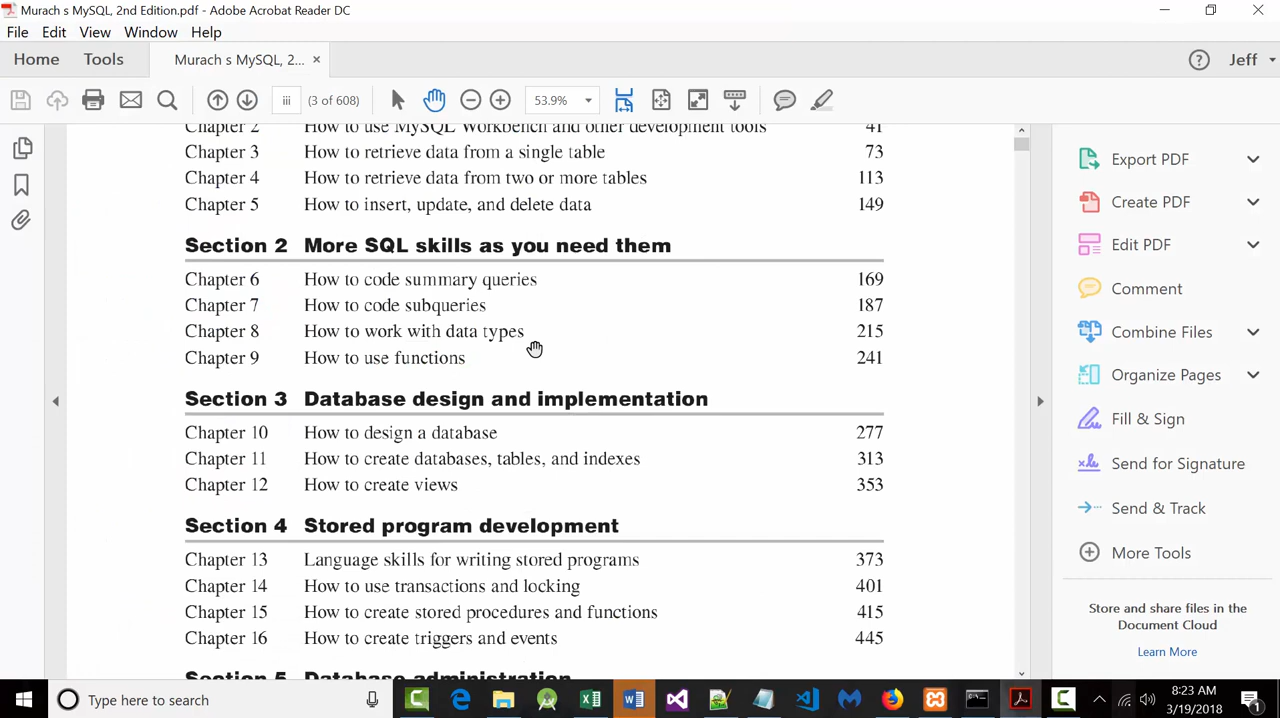 Murach s MySQL, 2nd Edition.pdf - Adobe Acrobat Reader DC
File Edit View Window Help
Home Tools Murach s MySQL, 2... × Jeff
iii (3 of 608) 53.9%
Chapter 2 How to use MySQL Workbench and other development tools 41
Chapter 3 How to retrieve data from a single table 73
Chapter 4 How to retrieve data from two or more tables 113
Chapter 5 How to insert, update, and delete data 149
Section 2 More SQL skills as you need them
Chapter 6 How to code summary queries 169
Chapter 7 How to code subqueries 187
Chapter 8 How to work with data types 215
Chapter 9 How to use functions 241
Section 3 Database design and implementation
Chapter 10 How to design a database 277
Chapter 11 How to create databases, tables, and indexes 313
Chapter 12 How to create views 353
Section 4 Stored program development
Chapter 13 Language skills for writing stored programs 373
Chapter 14 How to use transactions and locking 401
Chapter 15 How to create stored procedures and functions 415
Chapter 16 How to create triggers and events 445
Section 5 Database administration
Export PDF
Create PDF
Edit PDF
Comment
Combine Files
Organize Pages
Fill & Sign
Send for Signature
Send & Track
More Tools
Store and share files in the
Document Cloud
Learn More
Type here to search
8:23 AM
3/19/2018